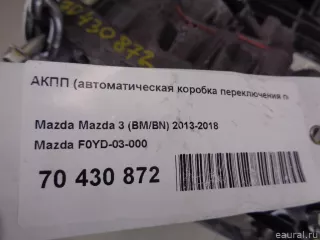 70430872
АКПП (автоматическая коробка переключения п
Mazda Mazda 3 (BM/BN) 2013-2018
Mazda F0YD-03-000
70 430 872
eaural.ru